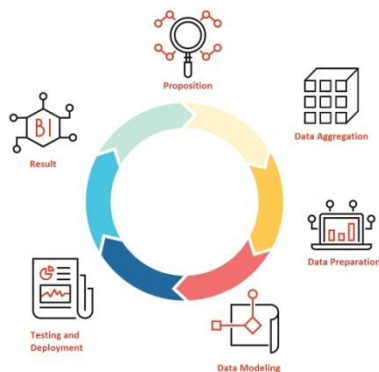 Proposition
Data Aggregation
Data Preparation
Data Modeling
Testing and
Deployment
BI
Result